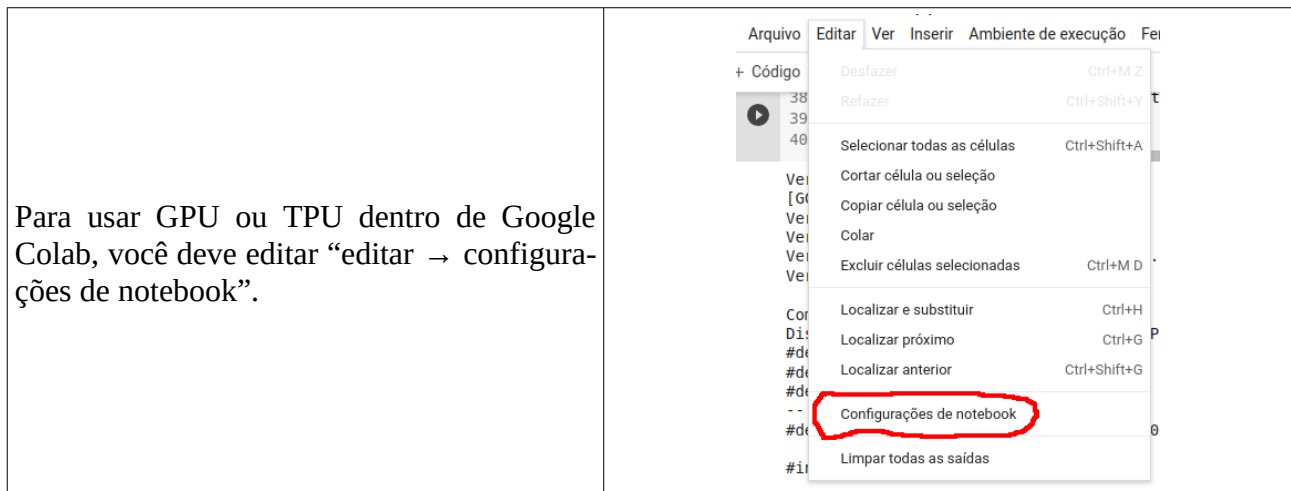 Para usar GPU ou TPU dentro de Google
Colab, você deve editar “editar → configura-
ções de notebook”.
Arquivo Editar Ver Inserir Ambiente de execução
+ Código
Desfazer Ctrl+M Z
38
Refazer Ctrl+Shift+Y
39
40
Selecionar todas as células Ctrl+Shift+A
Cortar célula ou seleção
Copiar célula ou seleção
Colar
Excluir células selecionadas Ctrl+M D
Localizar e substituir Ctrl+H
Localizar próximo Ctrl+G
Localizar anterior Ctrl+Shift+G
Configurações de notebook
Limpar todas as saídas